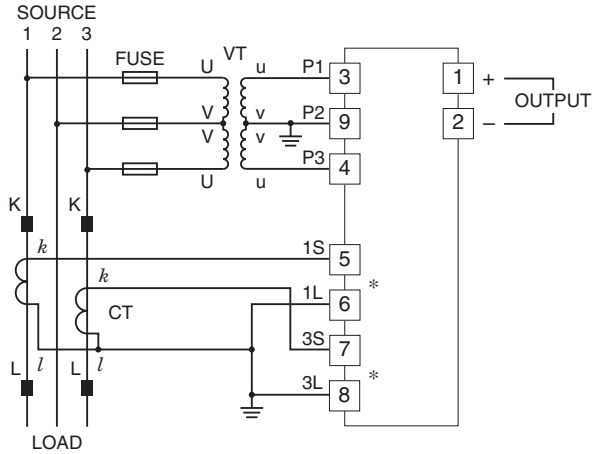 SOURCE
1 2 3
FUSE
VT
U u P1 3 1 +
OUTPUT
V v P2 9 2 –
V v
U u P3 4
K K
k 1S 5
k 1L 6 *
CT
3S 7
L l L l 3L 8 *
LOAD